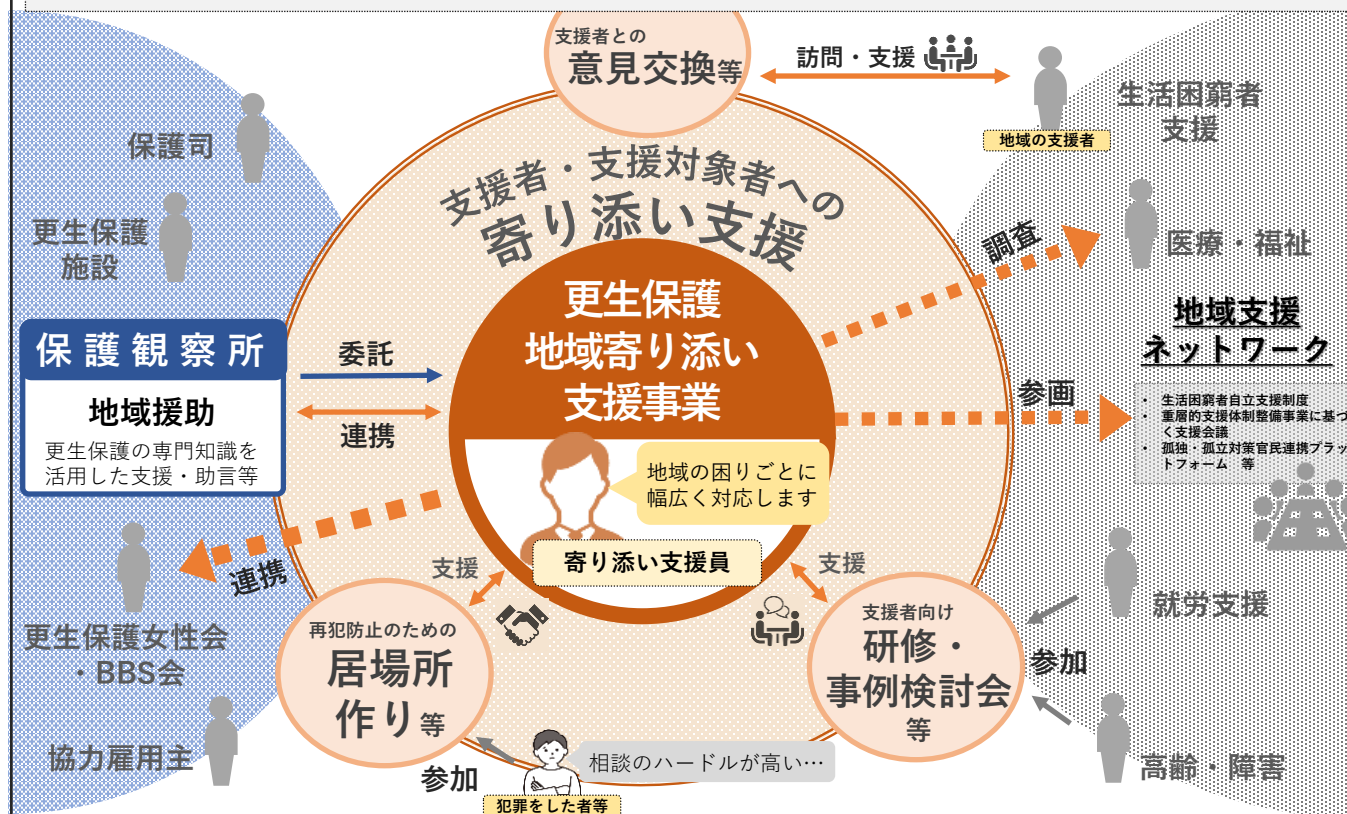 支援者との
意見交換等
訪問・支援
地域の支援者
生活困窮者
支援
保護司
更生保護
施設
支援者・支援対象者への
寄り添い支援
調査
医療・福祉
更生保護
地域寄り添い
支援事業
保護観察所
地域援助
更生保護の専門知識を
活用した支援・助言等
委託
連携
参画
地域支援
ネットワーク
・ 生活困窮者自立支援制度
・ 重層的支援体制整備事業に基づ
く支援会議
・ 孤独・孤立対策官民連携プラッ
トフォーム 等
地域の困りごとに
幅広く対応します
寄り添い支援員
連携
支援
支援
更生保護女性会
・BBS会
再犯防止のための
居場所
作り等
支援者向け
研修・
事例検討会
等
参加
就労支援
協力雇用主
参加
相談のハードルが高い…
犯罪をした者等
高齢・障害